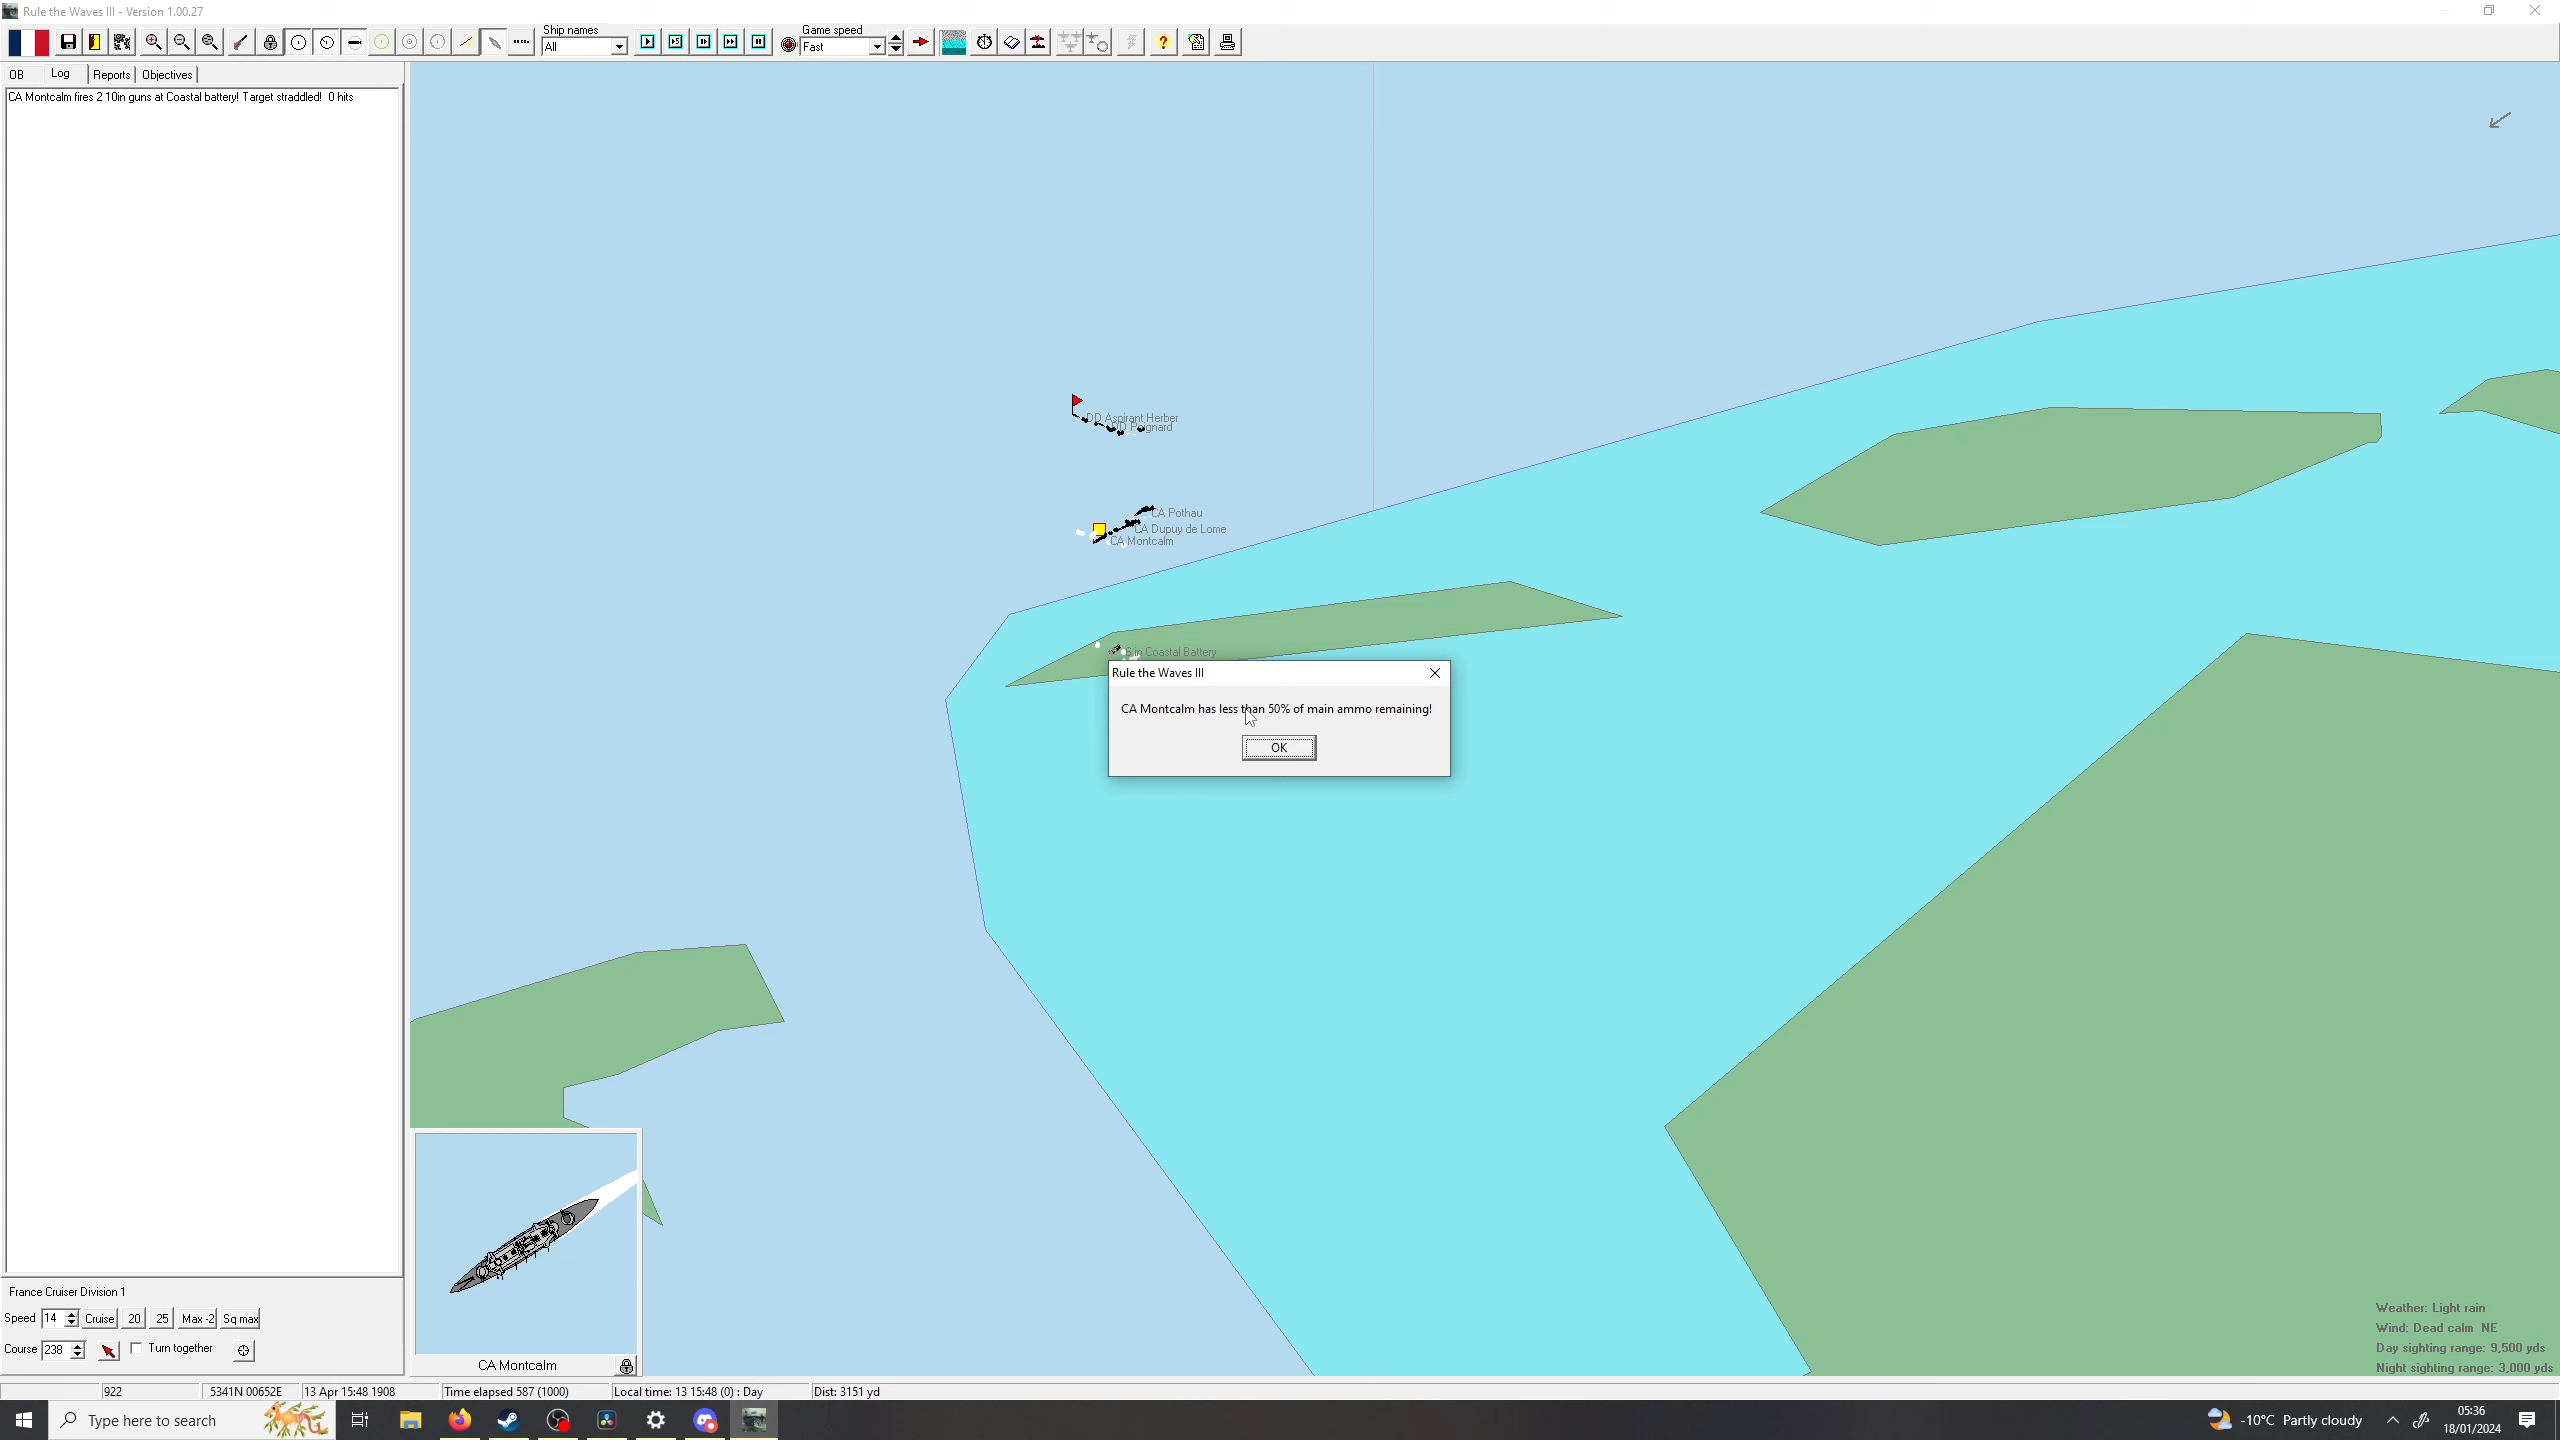 Rule the Waves III - Version 1.00.27
Ship names
All
Game speed
Fast
OB
Log
Reports
Objectives
CA Montcalm fires 2 10in guns at Coastal battery! Target straddled!  0 hits
DD Aspirant Herber
DD Poignard
CA Pothau
CA Dupuy de Lome
CA Montcalm
in Coastal Battery
Rule the Waves III
CA Montcalm has less than 50% of main ammo remaining!
OK
CA Montcalm
France Cruiser Division 1
Speed 14 Cruise 20 25 Max -2 Sq max
Course 238 Turn together
Weather: Light rain
Wind: Dead calm  NE
Day sighting range: 9,500 yds
Night sighting range: 3,000 yds
922
5341N 00652E
13 Apr 15:48 1908
Time elapsed 587 (1000)
Local time: 13 15:48 (0) : Day
Dist: 3151 yd
Type here to search
-10°C Partly cloudy
05:36
18/01/2024